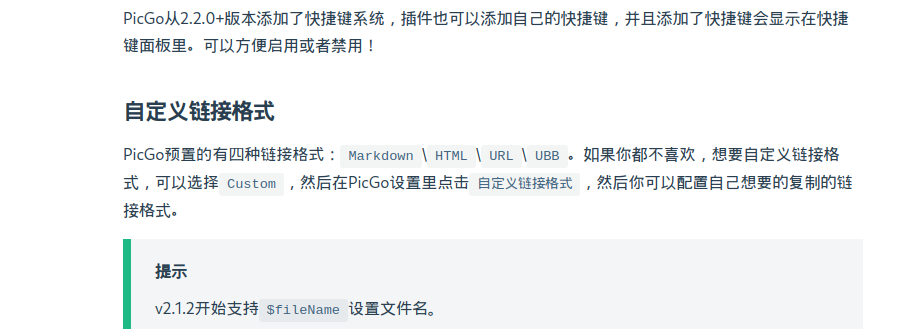 PicGo从2.2.0+版本添加了快捷键系统，插件也可以添加自己的快捷键，并且添加了快捷键会显示在快捷
键面板里。可以方便启用或者禁用！
自定义链接格式
PicGo预置的有四种链接格式：Markdown \ HTML \ URL \ UBB 。如果你都不喜欢，想要自定义链接格
式，可以选择 Custom ，然后在PicGo设置里点击 自定义链接格式 ，然后你可以配置自己想要的复制的链
接格式。
提示
v2.1.2开始支持 $fileName 设置文件名。